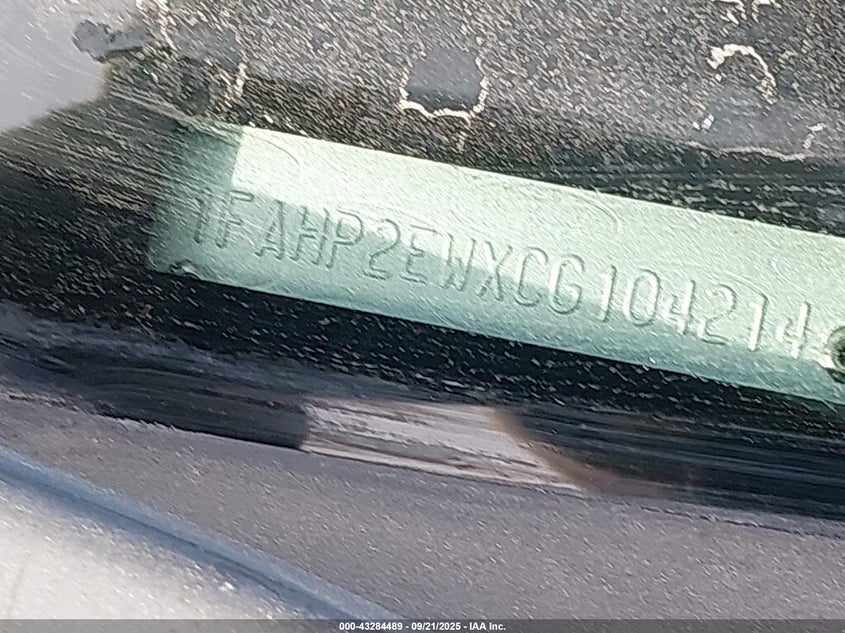 1FAHP2EWXCG104214
000-43284489 - 09/21/2025 - IAA Inc.